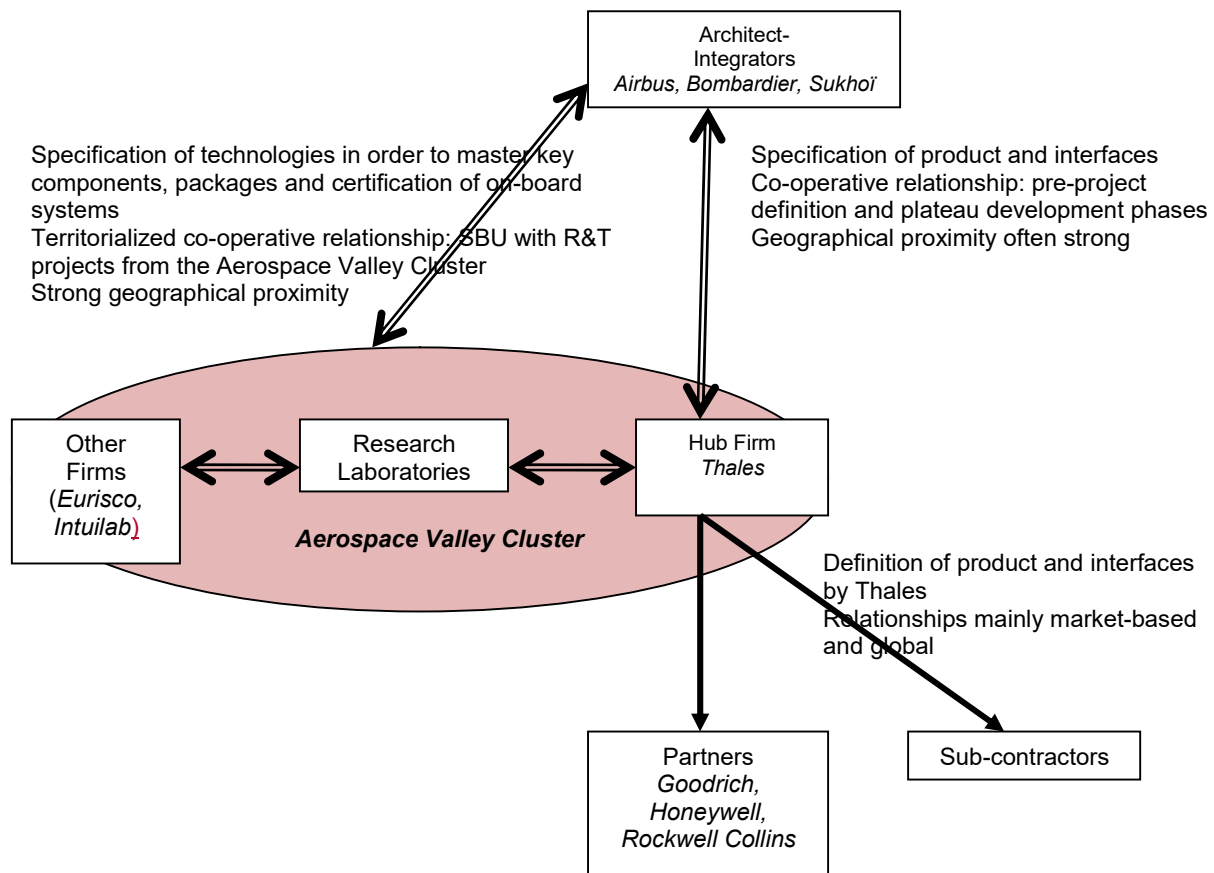 Architect-
Integrators
Airbus, Bombardier, Sukhoï
Specification of technologies in order to master key
components, packages and certification of on-board
systems
Territorialized co-operative relationship: SBU with R&T
projects from the Aerospace Valley Cluster
Strong geographical proximity
Specification of product and interfaces
Co-operative relationship: pre-project
definition and plateau development phases
Geographical proximity often strong
Other
Firms
(Eurisco,
Intuilab)
Research
Laboratories
Hub Firm
Thales
Aerospace Valley Cluster
Definition of product and interfaces
by Thales
Relationships mainly market-based
and global
Partners
Goodrich,
Honeywell,
Rockwell Collins
Sub-contractors